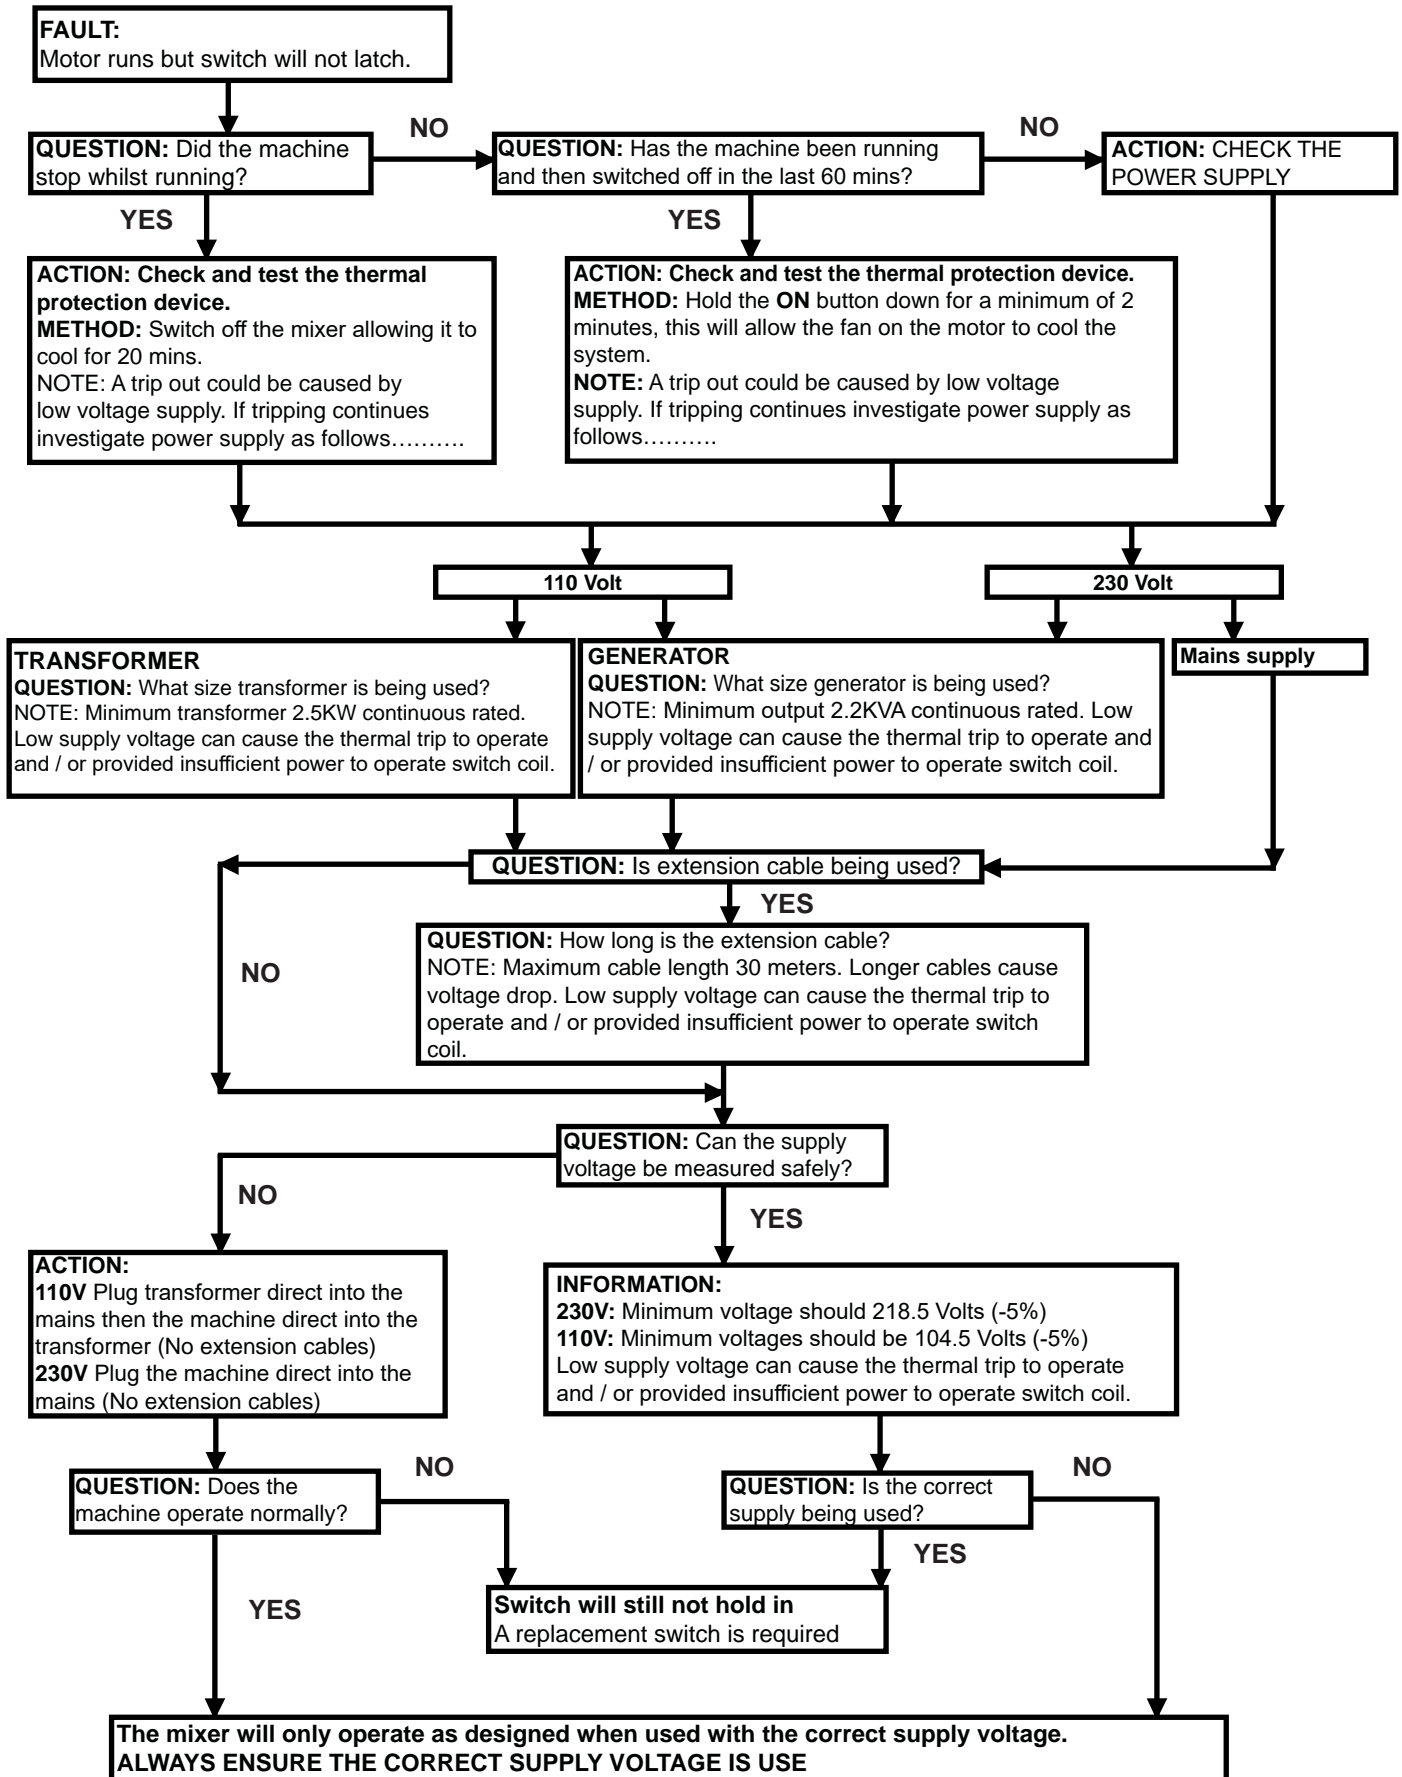 FAULT:
Motor runs but switch will not latch.
NO
NO
QUESTION: Did the machine
stop whilst running?
QUESTION: Has the machine been running
and then switched off in the last 60 mins?
ACTION: CHECK THE
POWER SUPPLY
YES
YES
ACTION: Check and test the thermal
protection device.
METHOD: Switch off the mixer allowing it to
cool for 20 mins.
NOTE: A trip out could be caused by
low voltage supply. If tripping continues
investigate power supply as follows……….
ACTION: Check and test the thermal protection device.
METHOD: Hold the ON button down for a minimum of 2
minutes, this will allow the fan on the motor to cool the
system.
NOTE: A trip out could be caused by low voltage
supply. If tripping continues investigate power supply as
follows……….
110 Volt
230 Volt
TRANSFORMER
QUESTION: What size transformer is being used?
NOTE: Minimum transformer 2.5KW continuous rated.
Low supply voltage can cause the thermal trip to operate
and / or provided insufficient power to operate switch coil.
GENERATOR
QUESTION: What size generator is being used?
NOTE: Minimum output 2.2KVA continuous rated. Low
supply voltage can cause the thermal trip to operate and
/ or provided insufficient power to operate switch coil.
Mains supply
QUESTION: Is extension cable being used?
YES
NO
QUESTION: How long is the extension cable?
NOTE: Maximum cable length 30 meters. Longer cables cause
voltage drop. Low supply voltage can cause the thermal trip to
operate and / or provided insufficient power to operate switch
coil.
QUESTION: Can the supply
voltage be measured safely?
NO
YES
ACTION:
110V Plug transformer direct into the
mains then the machine direct into the
transformer (No extension cables)
230V Plug the machine direct into the
mains (No extension cables)
INFORMATION:
230V: Minimum voltage should 218.5 Volts (-5%)
110V: Minimum voltages should be 104.5 Volts (-5%)
Low supply voltage can cause the thermal trip to operate
and / or provided insufficient power to operate switch coil.
NO
NO
QUESTION: Does the
machine operate normally?
QUESTION: Is the correct
supply being used?
YES
YES
Switch will still not hold in
A replacement switch is required
The mixer will only operate as designed when used with the correct supply voltage.
ALWAYS ENSURE THE CORRECT SUPPLY VOLTAGE IS USE